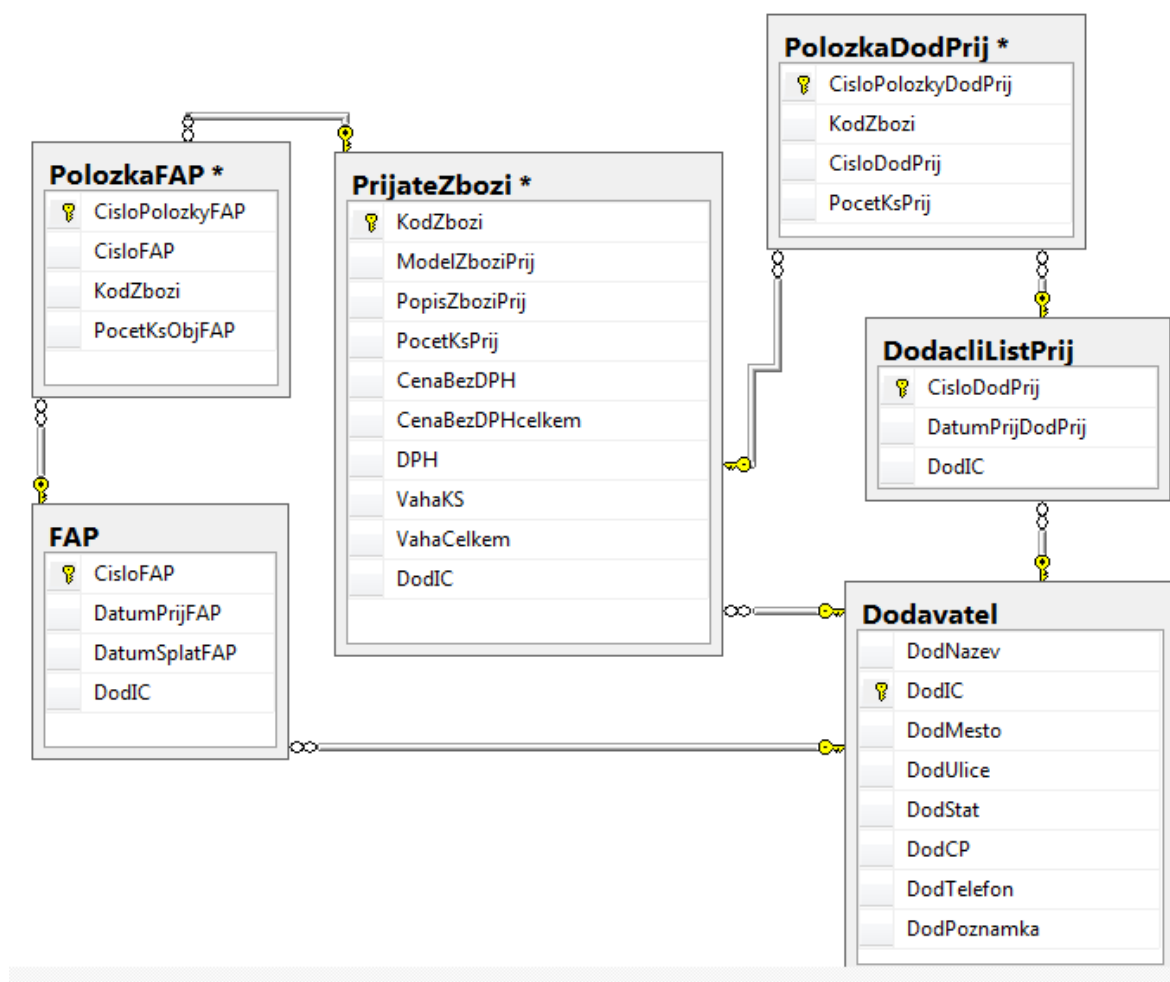 PolozkaDodPrij *
CisloPolozkyDodPrij
KodZbozi
CisloDodPrij
PocetKsPrij
PolozkaFAP *
CisloPolozkyFAP
CisloFAP
KodZbozi
PocetKsObjFAP
PrijateZbozi *
KodZbozi
ModelZboziPrij
PopisZboziPrij
PocetKsPrij
CenaBezDPH
CenaBezDPHcelkem
DPH
VahaKS
VahaCelkem
DodIC
DodacliListPrij
CisloDodPrij
DatumPrijDodPrij
DodIC
FAP
CisloFAP
DatumPrijFAP
DatumSplatFAP
DodIC
Dodavatel
DodNazev
DodIC
DodMesto
DodUlice
DodStat
DodCP
DodTelefon
DodPoznamka